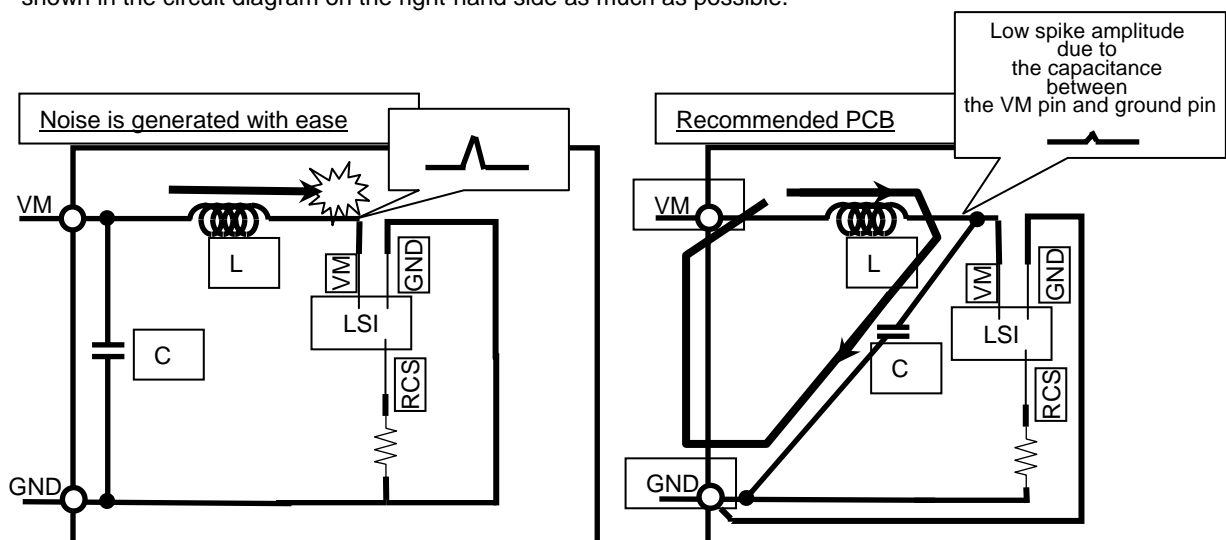 shown in the circuit diagram on the right-hand side as much as possible.
Noise is generated with ease
VM
L
VM
GND
LSI
C
RCS
GND
Low spike amplitude
due to
the capacitance
between
the VM pin and ground pin
Recommended PCB
VM
L
VM
GND
LSI
C
RCS
GND